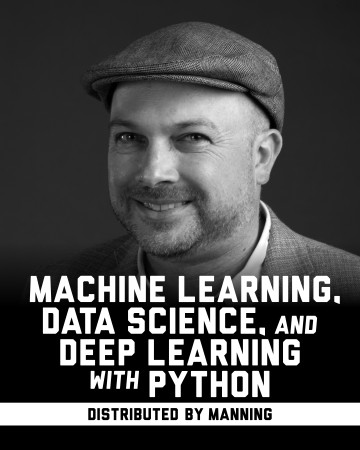 MACHINE LEARNING,
DATA SCIENCE, AND
DEEP LEARNING
WITH PYTHON
DISTRIBUTED BY MANNING